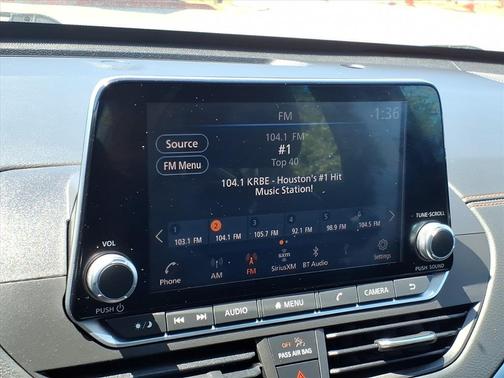 FM
1:36
Source
104.1 FM
#1
FM Menu
Top 40
104.1 KRBE - Houston's #1 Hit
Music Station!
1 2 3 4 5 6
103.1 FM 104.1 FM 105.7 FM 92.1 FM 98.9 FM 104.5 FM
VOL
TUNE•SCROLL
Phone
AM
FM
sxm
SiriusXM
BT Audio
Settings
PUSH
PUSH SOUND
AUDIO
MENU
CAMERA
OFF
PASS AIR BAG